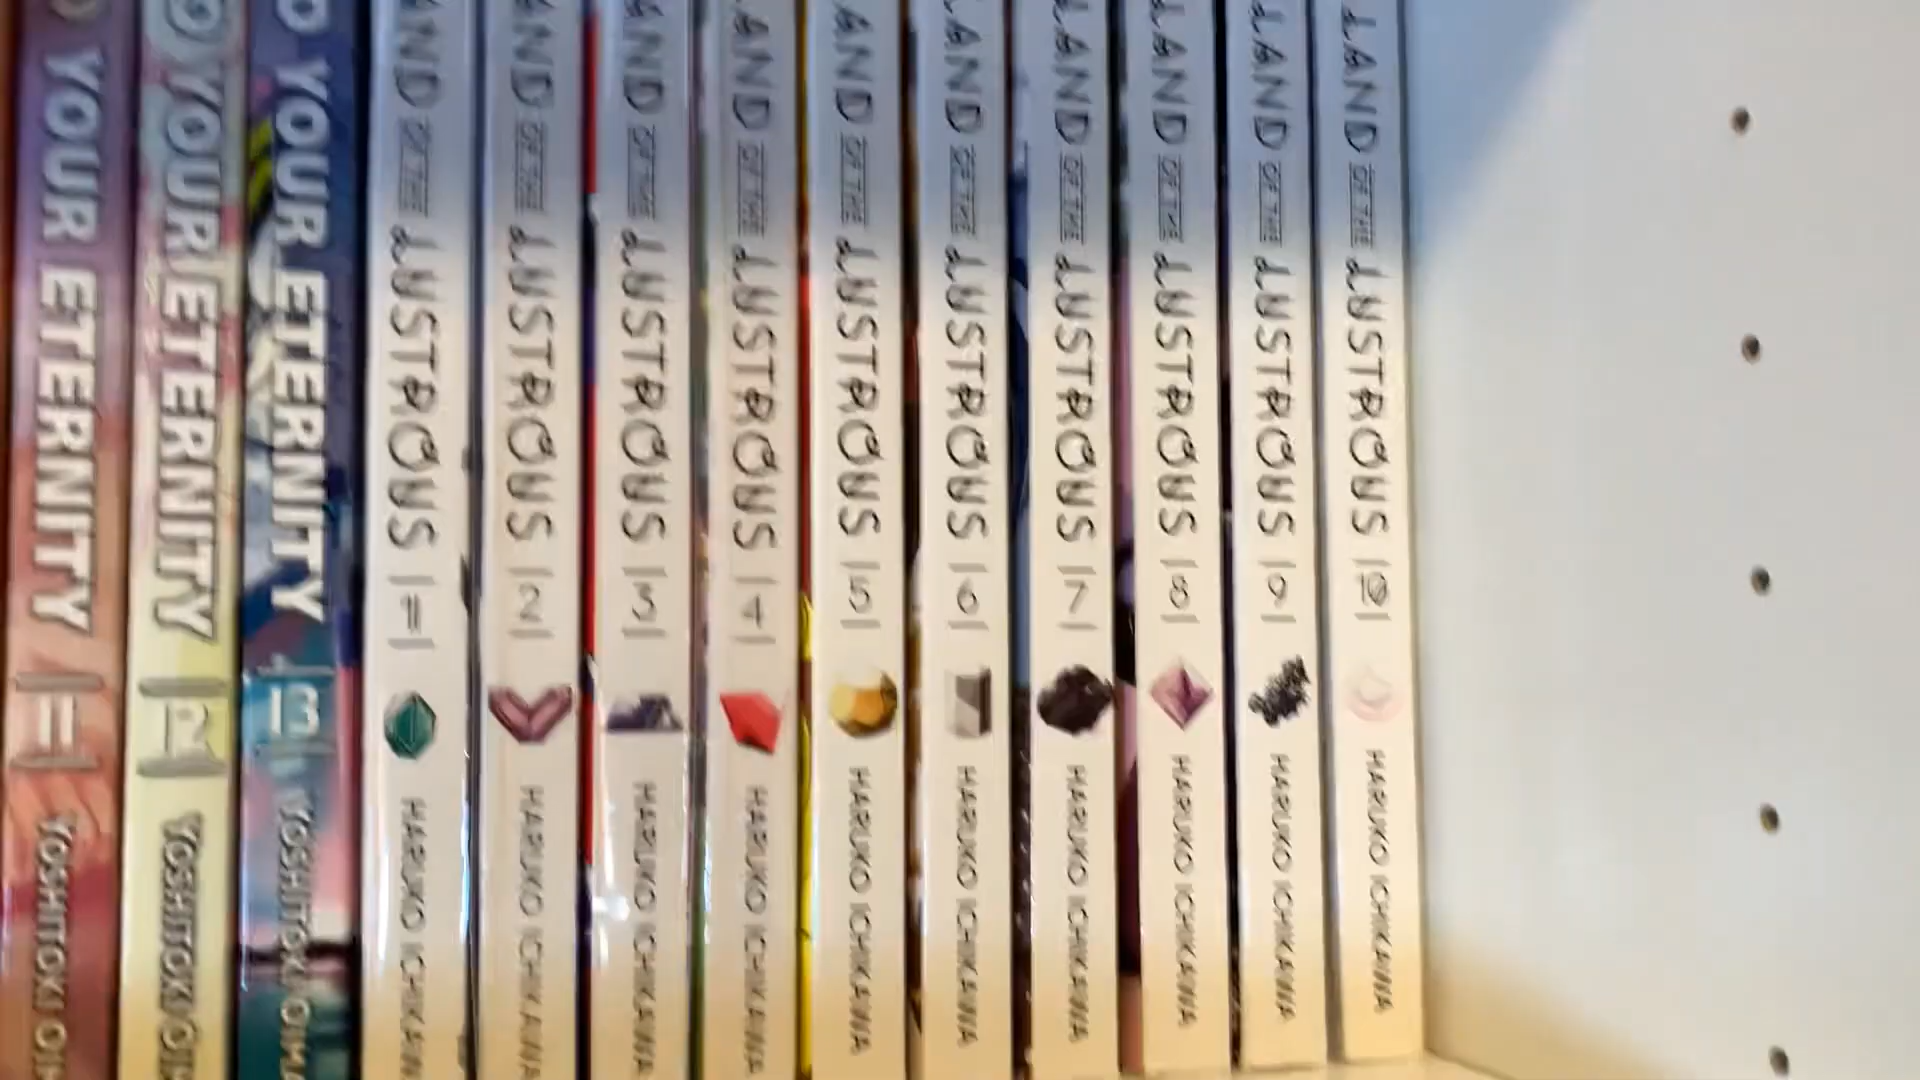 YOUR ETERNITY 11 YOSHITOKI
YOUR ETERNITY YOSHITOKI
YOUR ETERNITY 13 YOSHITOKI
LAND OF THE LUSTROUS 1 HARUKO ICHIKAW
LAND OF THE LUSTROUS 2 HARUKO ICHIKAWA
LAND OF THE LUSTROUS 3 HARUKO ICHIKAWA
LAND OF THE LUSTROUS 4 HARUKO ICHIKAWA
LAND OF THE LUSTROUS 5 HARUKO ICHIKAWA
LAND OF THE LUSTROUS 6 HARUKO ICHIKAWA
LAND OF THE LUSTROUS 7 HARUKO ICHIKAWA
LAND OF THE LUSTROUS 8 HARUKO ICHIKAWA
LAND OF THE LUSTROUS 9 HARUKO ICHIKAWA
LAND OF THE LUSTROUS 10 HARUKO ICHIKAWA